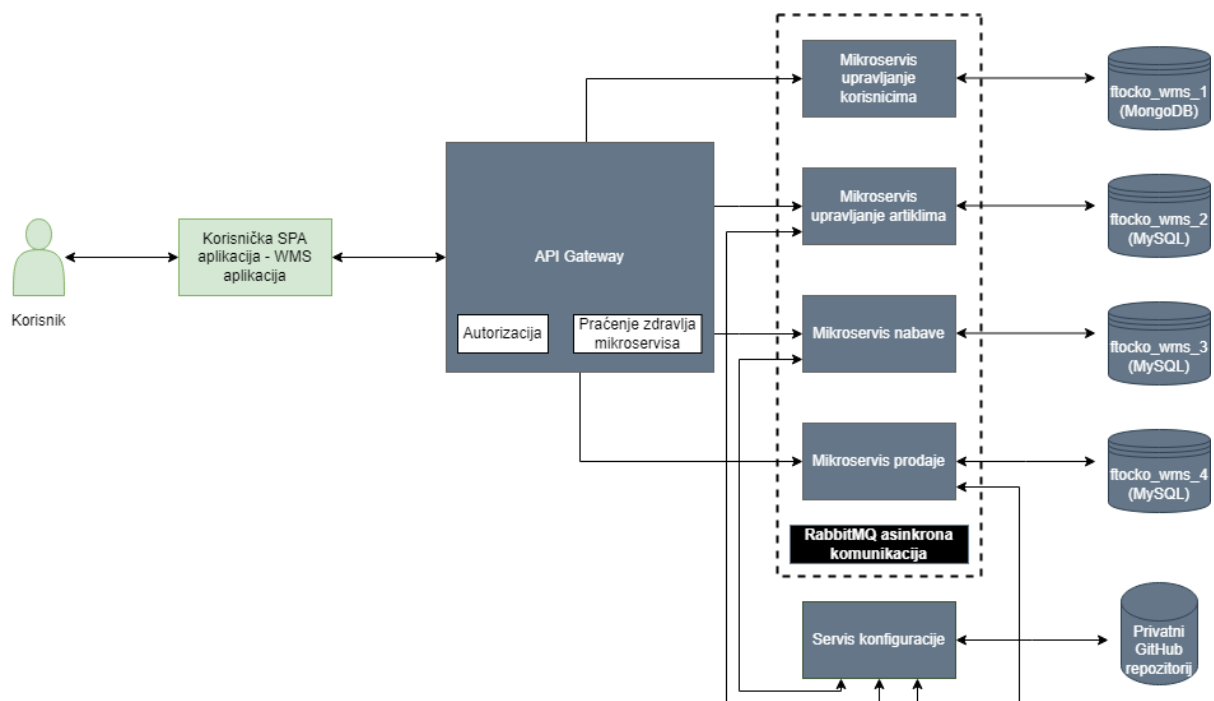 Korisnik
Korisnička SPA
aplikacija - WMS
aplikacija
API Gateway
Autorizacija
Praćenje zdravlja
mikroservisa
Mikroservis
upravljanje
korisnicima
Mikroservis
upravljanje artiklima
Mikroservis nabave
Mikroservis prodaje
RabbitMQ asinkrona
komunikacija
Servis konfiguracije
ftocko_wms_1
(MongoDB)
ftocko_wms_2
(MySQL)
ftocko_wms_3
(MySQL)
ftocko_wms_4
(MySQL)
Privatni
GitHub
repozitorij